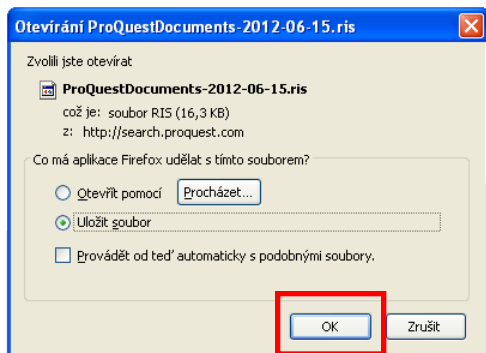 Otevírání ProQuestDocuments-2012-06-15.ris
Zvolili jste otevírat
ProQuestDocuments-2012-06-15.ris
což je: soubor RIS (16,3 KB)
z: http://search.proquest.com
Co má aplikace Firefox udělat s tímto souborem?
Otevřít pomocí Procházet...
Uložit soubor
Provádět od teď automaticky s podobnými soubory.
OK Zrušit